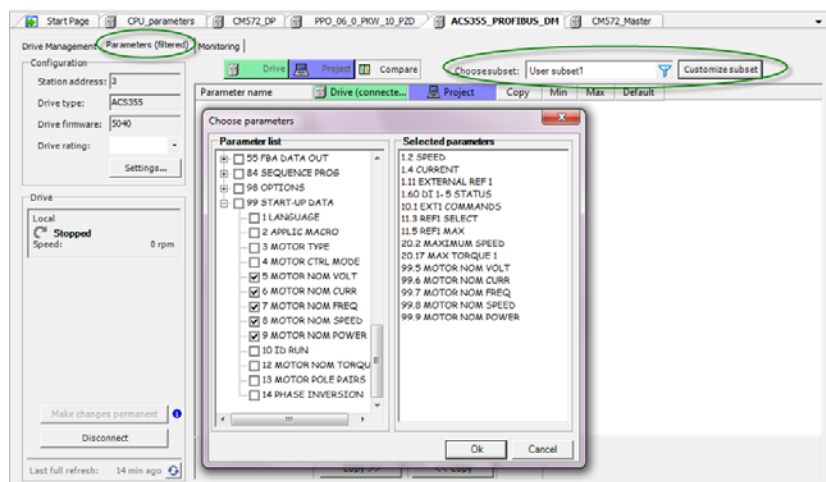 Start Page CPU_parameters CM572_DP PPO_06_0_PKW_10_PZD ACS355_PROFIBUS_DM CM572_Master
Drive Management Parameters (filtered) Monitoring
Configuration
Station address: 3
Drive type: ACS355
Drive firmware: 5040
Drive rating:
Settings...
Drive
Local
Stopped
Speed: 0 rpm
Make changes permanent
Disconnect
Last full refresh: 14 min ago
Drive Project Compare Choosesubset: User subset1 Customize subset
Parameter name Drive (connecte... Project Copy Min Max Default
Choose parameters
Parameter list
55 FBA DATA OUT
84 SEQUENCE PROG
98 OPTIONS
99 START-UP DATA
1 LANGUAGE
2 APPLIC MACRO
3 MOTOR TYPE
4 MOTOR CTRL MODE
5 MOTOR NOM VOLT
6 MOTOR NOM CURR
7 MOTOR NOM FREQ
8 MOTOR NOM SPEED
9 MOTOR NOM POWER
10 ID RUN
12 MOTOR NOM TORQU
13 MOTOR POLE PAIRS
14 PHASE INVERSION
Selected parameters
1.2 SPEED
1.4 CURRENT
1.11 EXTERNAL REF 1
1.60 DI 1-5 STATUS
10.1 EXT1 COMMANDS
11.3 REF1 SELECT
11.5 REF1 MAX
20.2 MAXIMUM SPEED
20.17 MAX TORQUE 1
99.5 MOTOR NOM VOLT
99.6 MOTOR NOM CURR
99.7 MOTOR NOM FREQ
99.8 MOTOR NOM SPEED
99.9 MOTOR NOM POWER
Ok Cancel
Copy >> << Copy